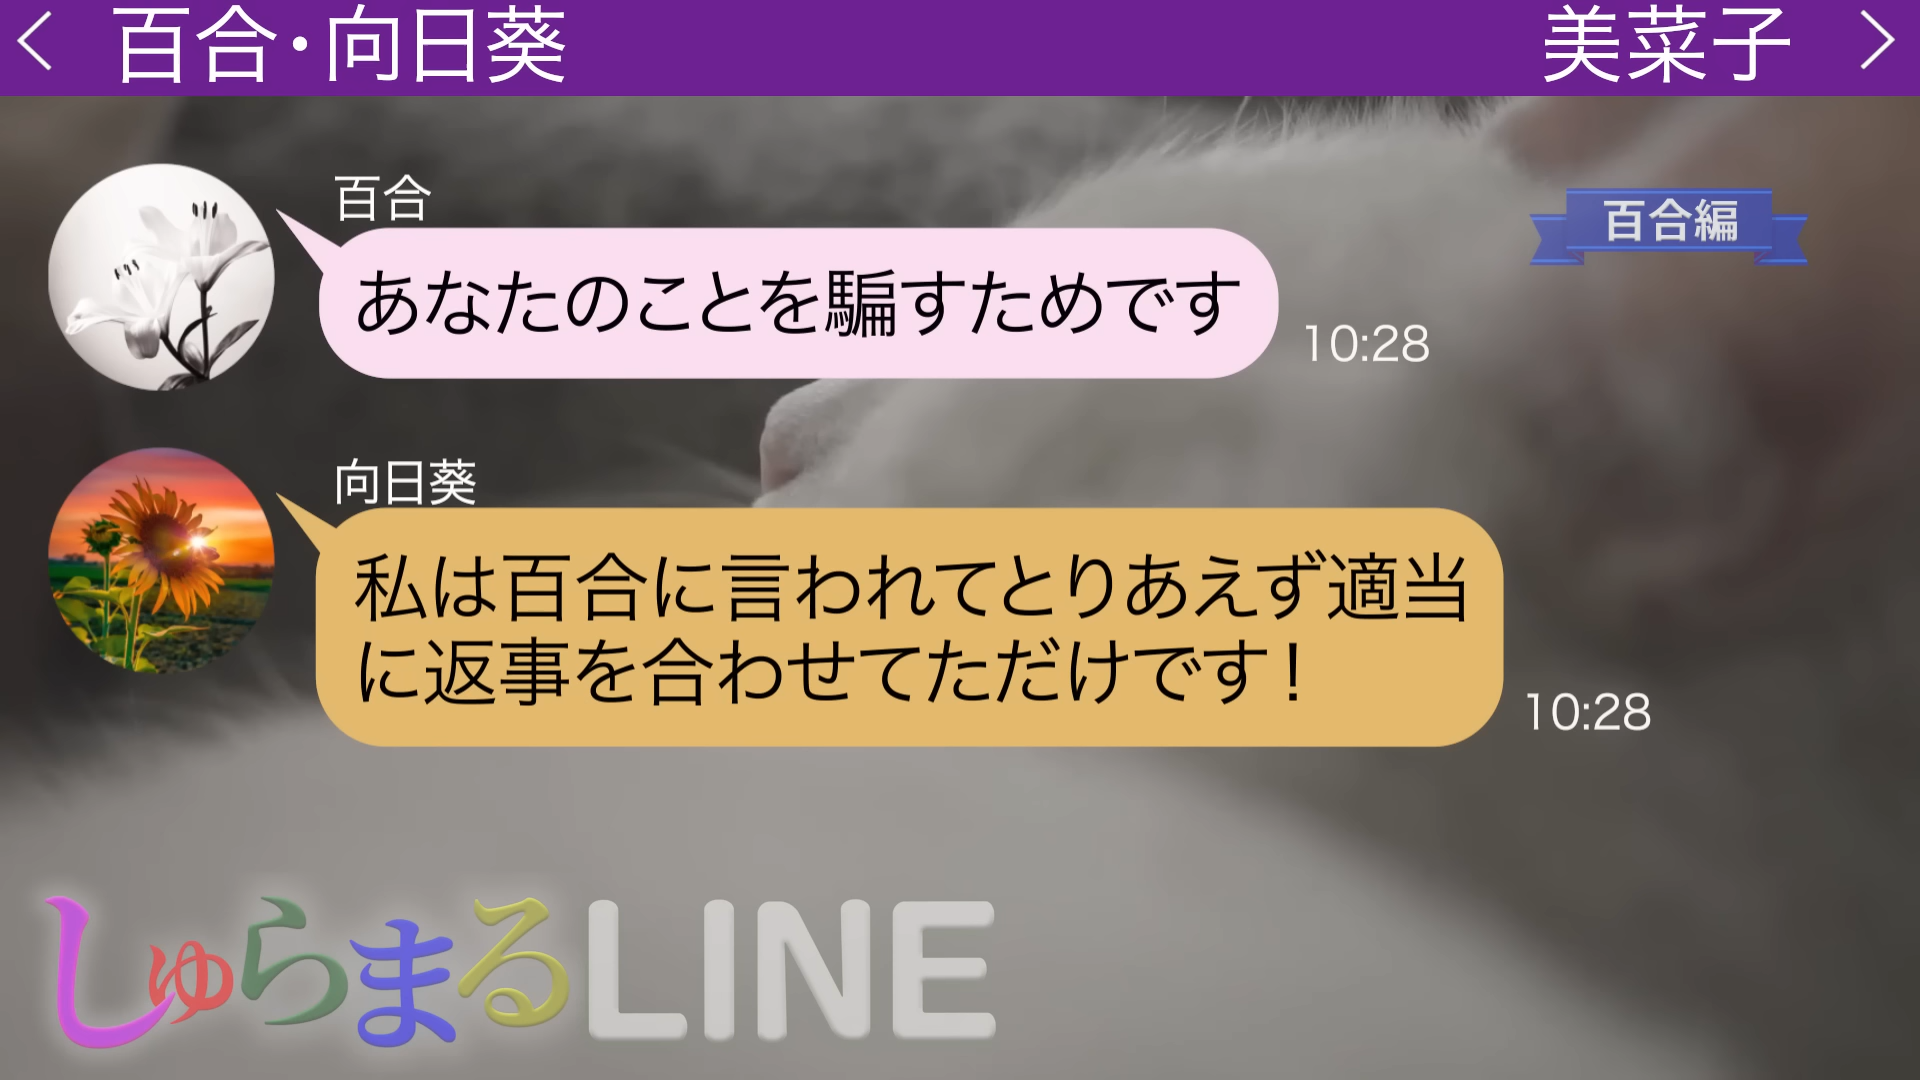 百合・向日葵
美菜子
百合
百合編
あなたのことを騙すためです
10:28
向日葵
私は百合に言われてとりあえず適当
に返事を合わせてただけです！
10:28
しゅらまるLINE